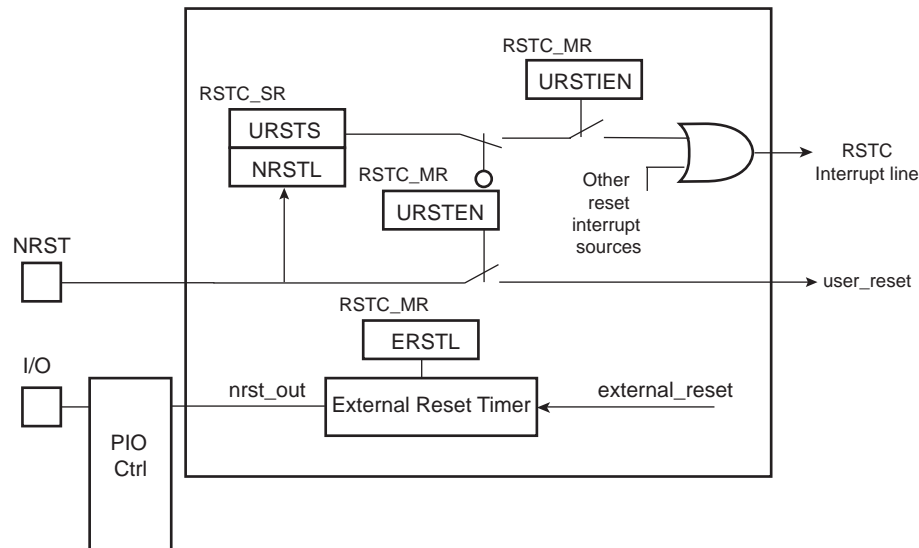 RSTC_MR
URSTIEN
RSTC_SR
URSTS
NRSTL
RSTC_MR
URSTEN
Other
reset
interrupt
sources
RSTC
Interrupt line
NRST
user_reset
RSTC_MR
ERSTL
I/O
nrst_out
External Reset Timer
external_reset
PIO
Ctrl